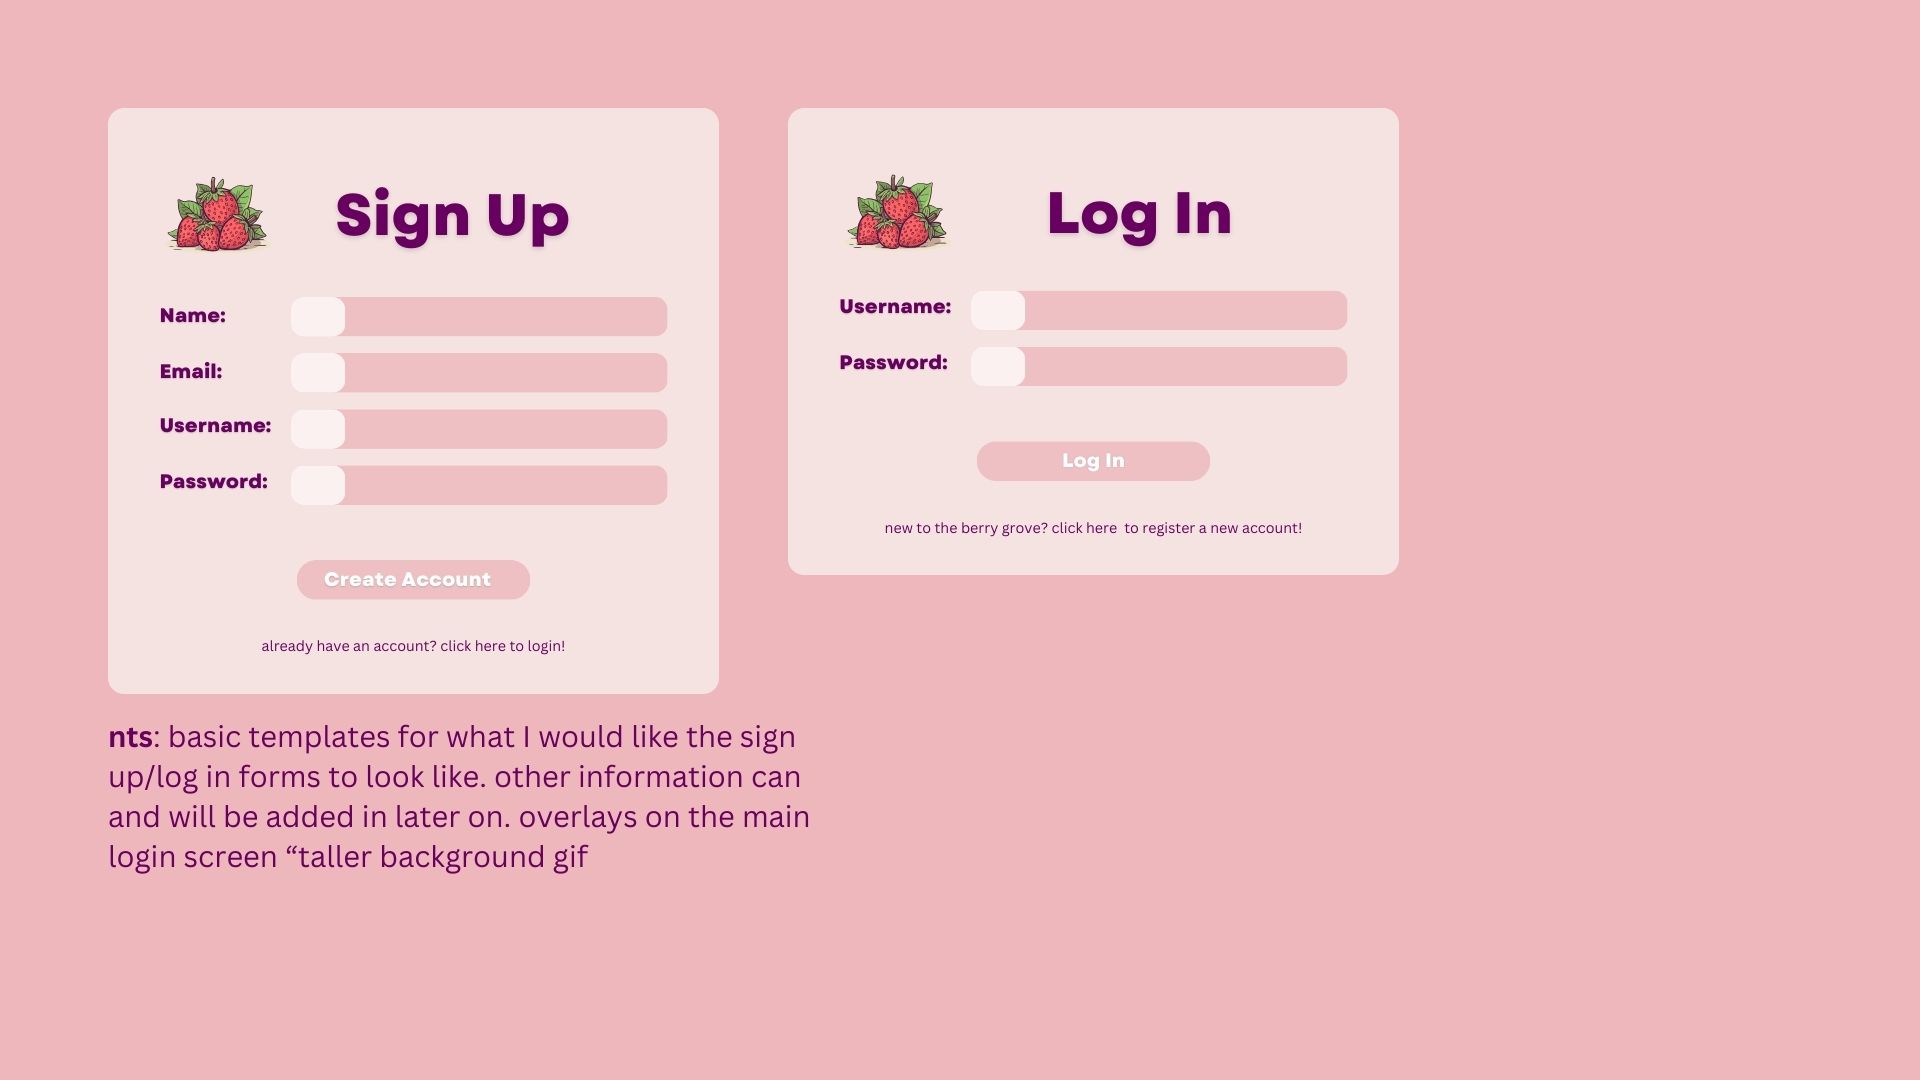 Sign Up
Name:
Email:
Username:
Password:
Create Account
already have an account? click here to login!
Log In
Username:
Password:
Log In
new to the berry grove? click here  to register a new account!
nts: basic templates for what I would like the sign
up/log in forms to look like. other information can
and will be added in later on. overlays on the main
login screen “taller background gif